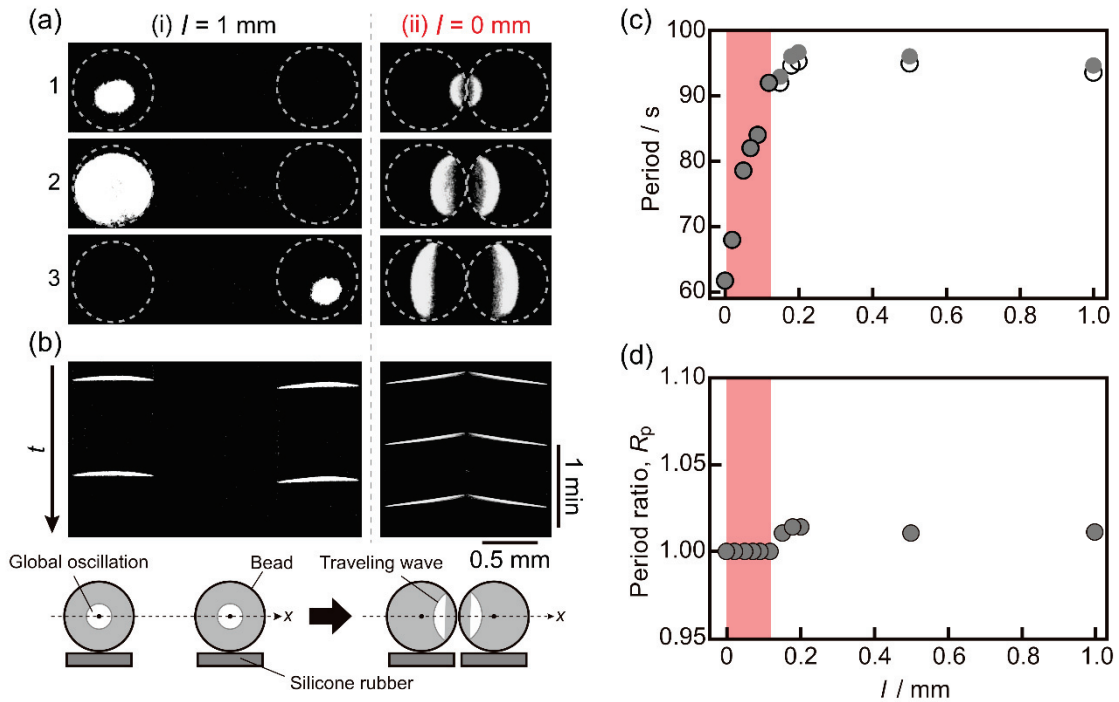 (a)
(i) l = 1 mm
(ii) l = 0 mm
1
2
3
(b)
t
1 min
0.5 mm
Global oscillation
Bead
Traveling wave
x
x
Silicone rubber
(c)
Period / s
100
90
80
70
60
0
0.2
0.4
0.6
0.8
1.0
(d)
Period ratio, Rp
1.10
1.05
1.00
0.95
0
0.2
0.4
0.6
0.8
1.0
l / mm